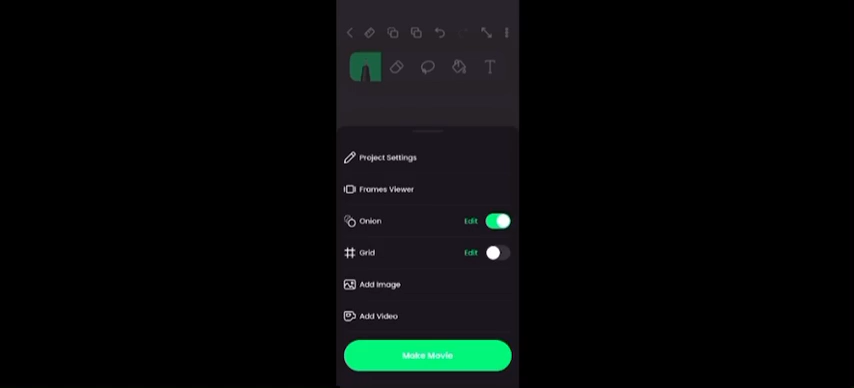 Project Settings
Frames Viewer
Onion Edit
Grid Edit
Add Image
Add Video
Make Movie